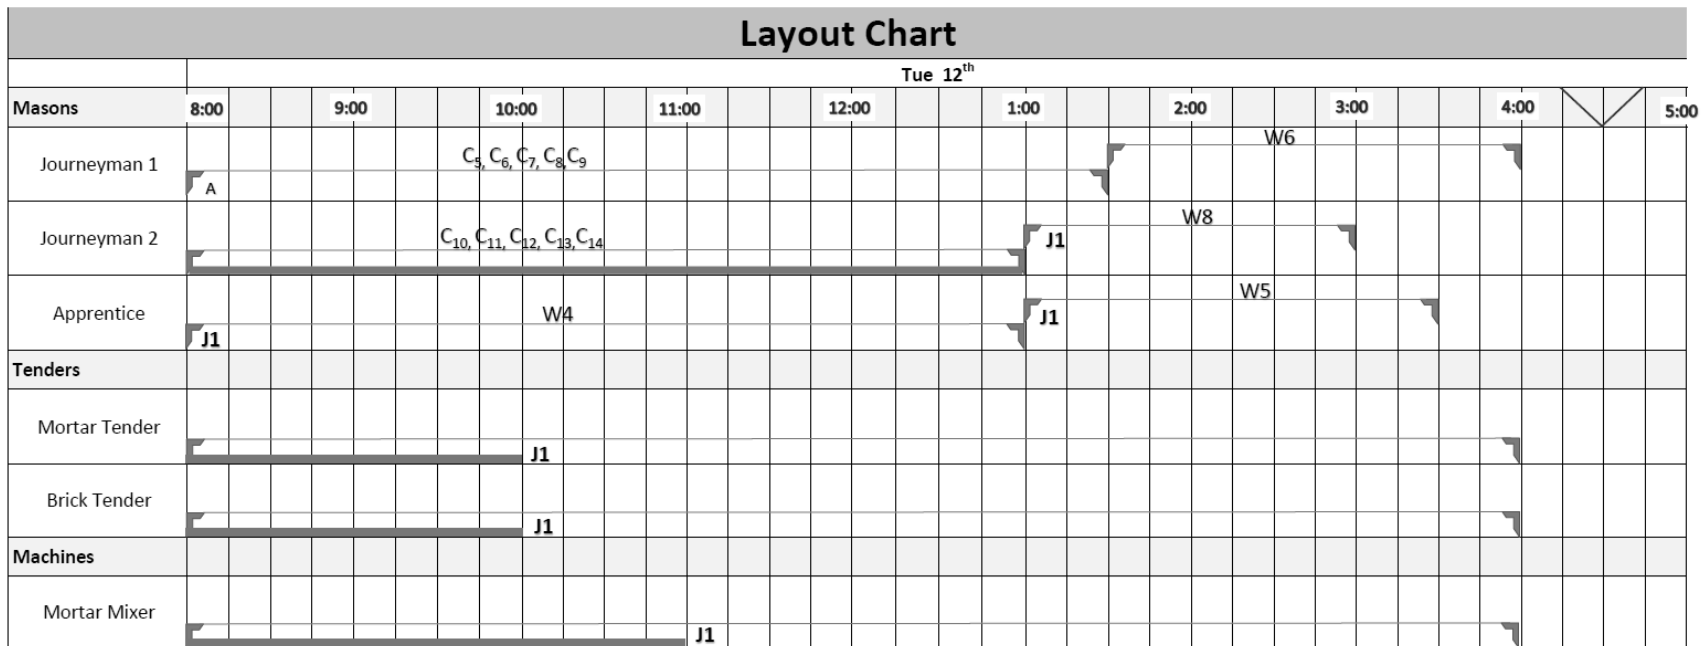 Layout Chart
Tue 12th
Masons 8:00 9:00 10:00 11:00 12:00 1:00 2:00 3:00 4:00 5:00
W6
Journeyman 1 C5, C6, C7, C8, C9
A
W8
Journeyman 2 C10, C11, C12, C13, C14 J1
W5
Apprentice W4 J1
J1
Tenders
Mortar Tender
J1
Brick Tender
J1
Machines
Mortar Mixer
J1